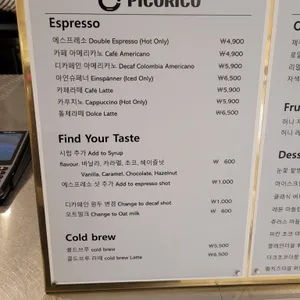 PICORICO
Espresso
에스프레소 Double Espresso (Hot Only) ₩4,900
카페 아메리카노 Café Americano ₩4,900
디카페인 아메리카노 Decaf Colombia Americano ₩5,900
아인슈페너 Einspänner (Iced Only) ₩6,500
카페라떼 Café Latte ₩5,900
카푸치노 Cappuccino (Hot Only) ₩5,900
돌체라떼 Dolce Latte ₩6,500
Find Your Taste
시럽 추가 Add to Syrup
flavour. 버닐라, 카라멜, 초코, 헤이즐넛 ₩ 600
Vanilla, Caramel, Chocolate, Hazelnut
에스프레소 샷 추가 Add to espresso shot ₩1,000
디카페인 원두 변경 Change to decaf shot ₩1,000
오트밀크 Change to Oat milk ₩ 600
Cold brew
콜드브루 cold brew ₩5,500
콜드브루 라떼 cold brew Latte ₩6,500
Dess